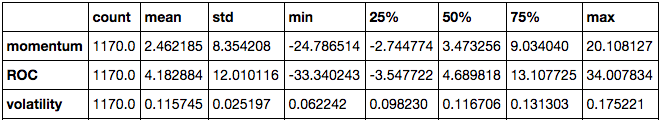 count mean std min 25% 50% 75% max
momentum 1170.0 2.462185 8.354208 -24.786514 -2.744774 3.473256 9.034040 20.108127
ROC 1170.0 4.182884 12.010116 -33.340243 -3.547722 4.689818 13.107725 34.007834
volatility 1170.0 0.115745 0.025197 0.062242 0.098230 0.116706 0.131303 0.175221